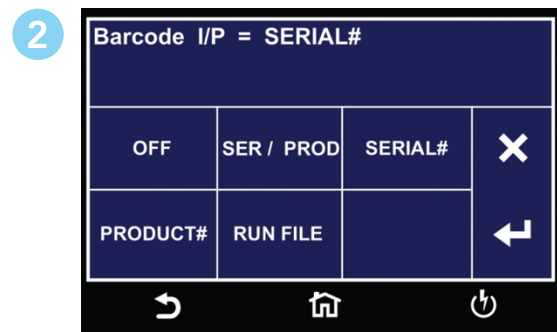 2
Barcode I/P = SERIAL#
OFF SER / PROD SERIAL#
PRODUCT# RUN FILE